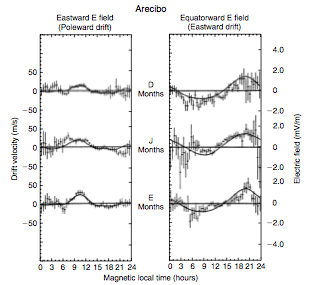 Arecibo
Eastward E field
(Poleward drift)
Equatorward E field
(Eastward drift)
Drift velocity (m/s)
50
0
−50
50
0
−50
50
0
−50
D
Months
J
Months
E
Months
4.0
2.0
0.0
−2.0
2.0
0.0
−2.0
2.0
0.0
−2.0
−4.0
Electric field (mV/m)
0 3 6 9 12 15 18 21 24
0 3 6 9 12 15 18 21 24
Magnetic local time (hours)